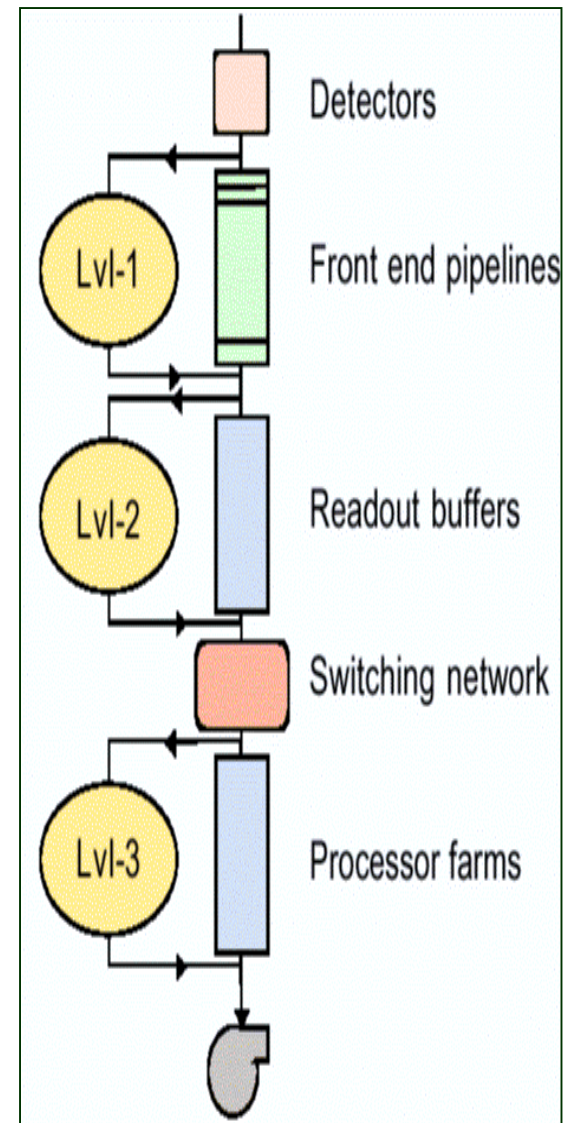 Detectors
Lvl-1
Front end pipelines
Lvl-2
Readout buffers
Switching network
Lvl-3
Processor farms